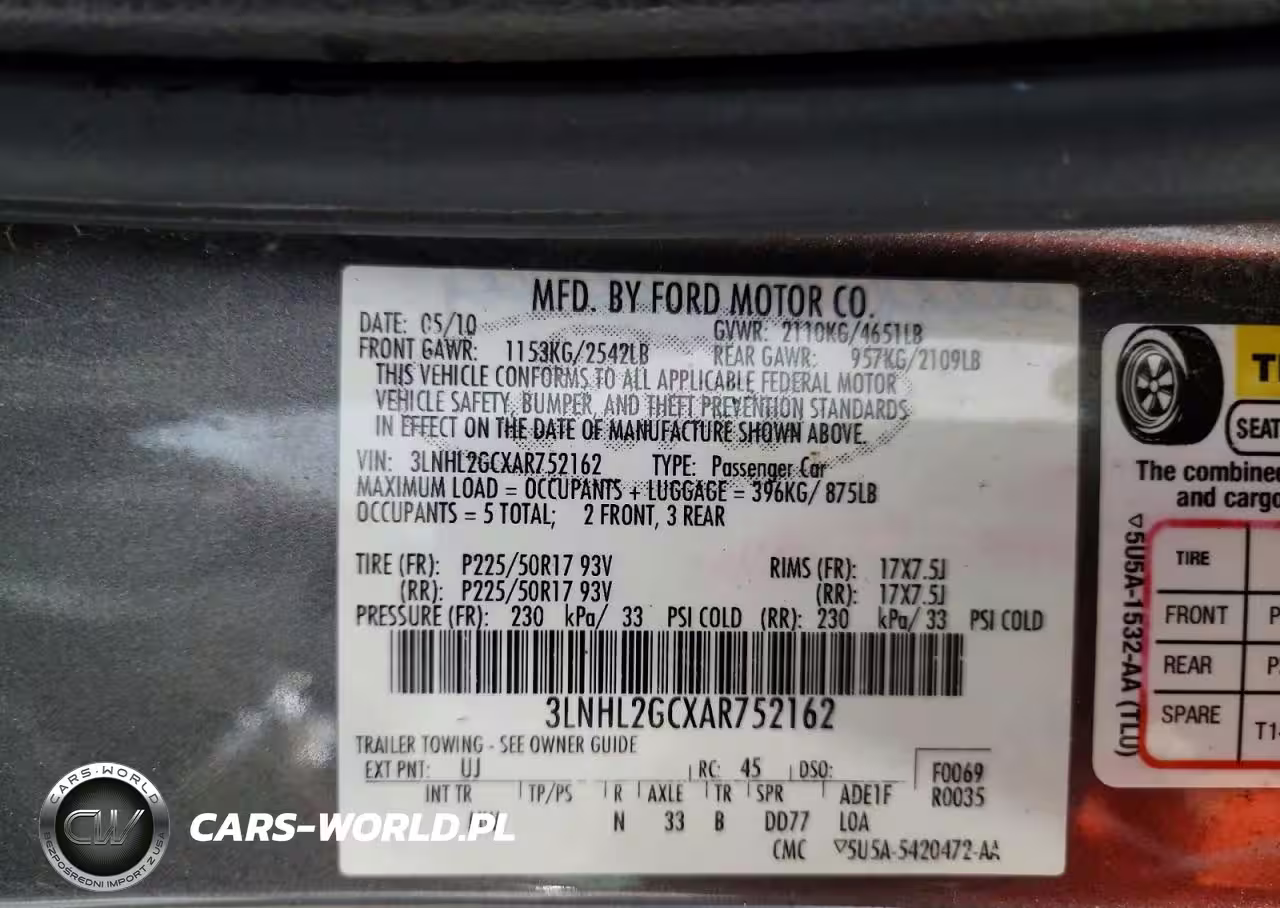 MFD. BY FORD MOTOR CO.
DATE: 05/10 GVWR: 2110KG/4651LB
FRONT GAWR: 1153KG/2542LB REAR GAWR: 957KG/2109LB
THIS VEHICLE CONFORMS TO ALL APPLICABLE FEDERAL MOTOR
VEHICLE SAFETY, BUMPER, AND THEFT PREVENTION STANDARDS
IN EFFECT ON THE DATE OF MANUFACTURE SHOWN ABOVE.
VIN: 3LNHL2GCXAR752162 TYPE: Passenger Car
MAXIMUM LOAD = OCCUPANTS + LUGGAGE = 396KG/ 875LB
OCCUPANTS = 5 TOTAL; 2 FRONT, 3 REAR
TIRE (FR): P225/50R17 93V RIMS (FR): 17X7.5J
(RR): P225/50R17 93V (RR): 17X7.5J
PRESSURE (FR): 230 kPa/ 33 PSI COLD (RR): 230 kPa/ 33 PSI COLD
3LNHL2GCXAR752162
TRAILER TOWING - SEE OWNER GUIDE
EXT PNT: UJ RC: 45 DSO: F0069
R0035
INT TR TP/PS R AXLE TR SPR ADE1F
N 33 B DD77 LOA
CMC ▽5U5A-5420472-AA
SEAT
The combine
and cargo
TIRE
FRONT P
REAR P
SPARE T1
▽5U5A-1532-AA (TLU)
CARS-WORLD
CW
BEZPOŚREDNI IMPORT Z USA
CARS-WORLD.PL